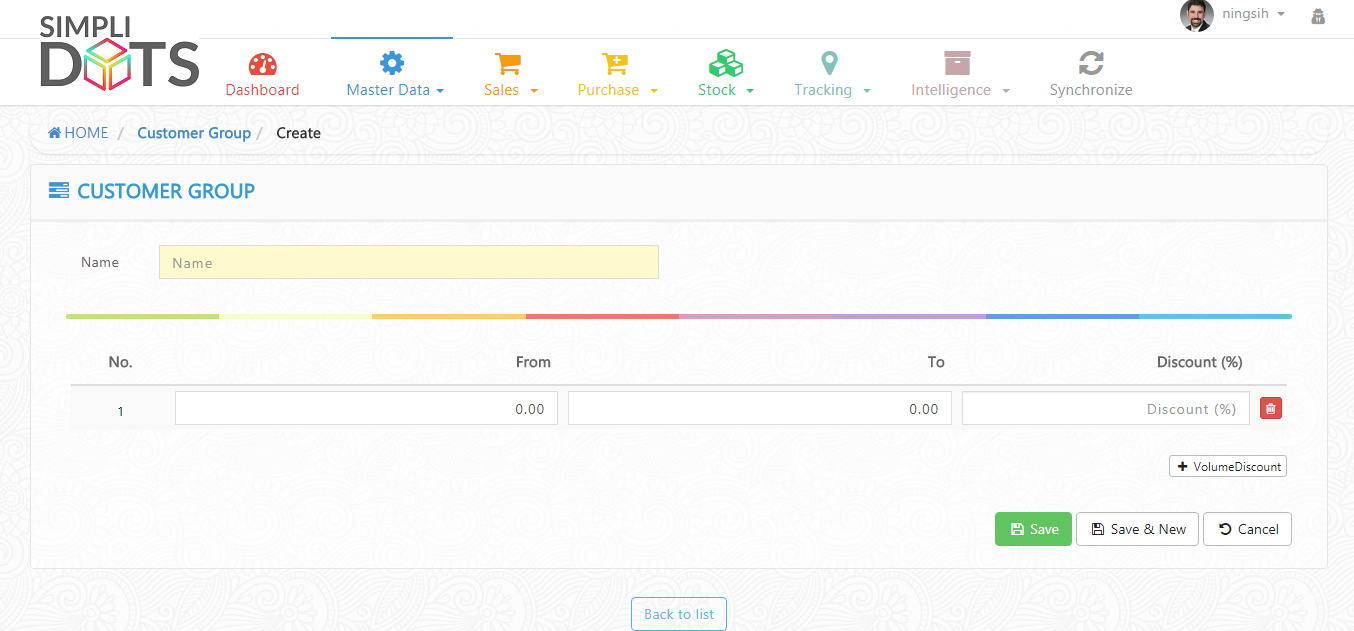 SIMPLI
DOTS
ningsih
Dashboard
Master Data
Sales
Purchase
Stock
Tracking
Intelligence
Synchronize
HOME / Customer Group / Create
CUSTOMER GROUP
Name Name
No. From To Discount (%)
1 0.00 0.00 Discount (%)
+ VolumeDiscount
Save Save & New Cancel
Back to list